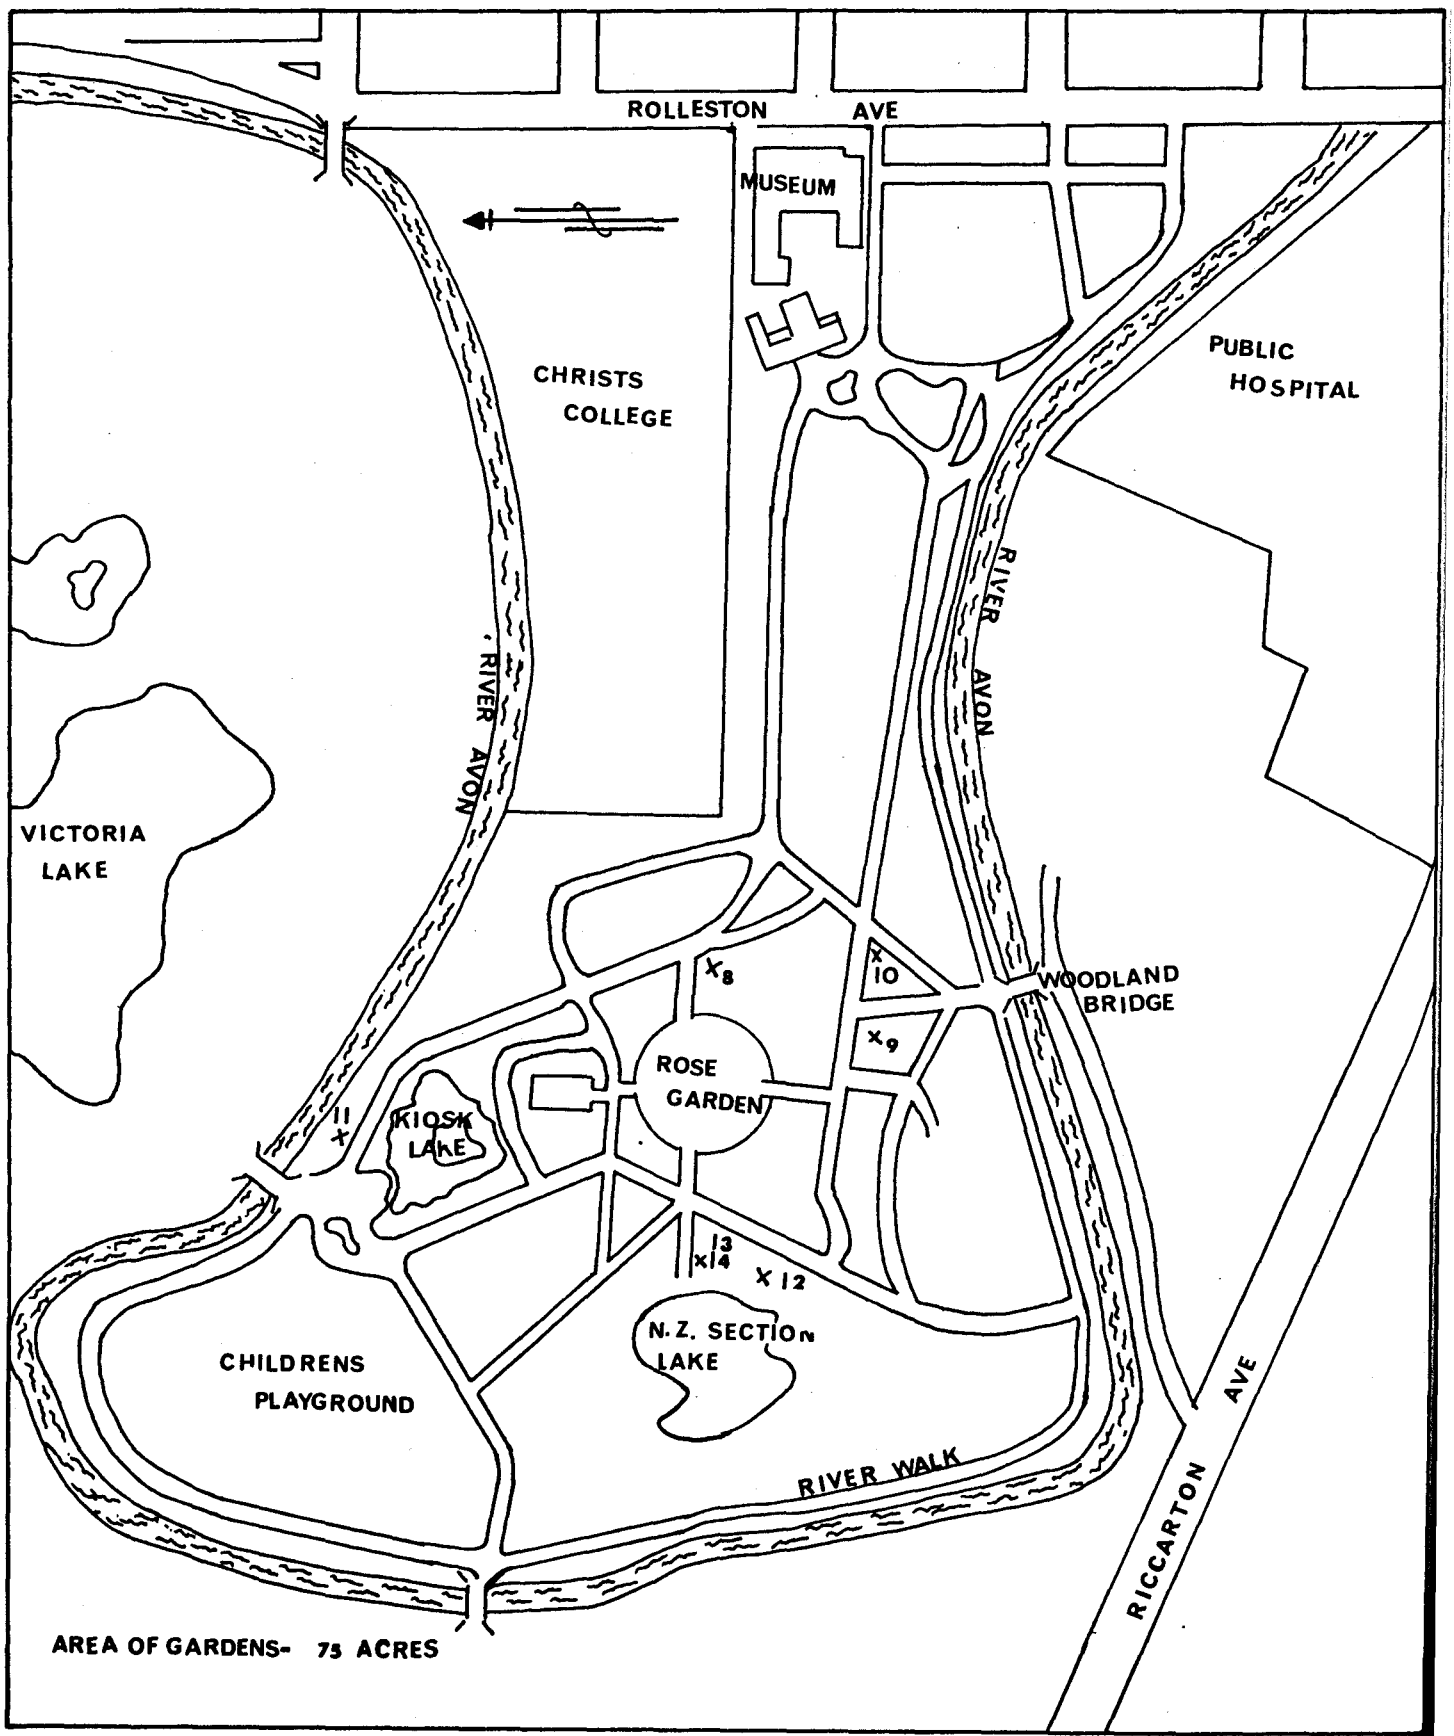 ROLLESTON AVE
MUSEUM
CHRISTS
COLLEGE
PUBLIC
HOSPITAL
RIVER AVON
RIVER AVON
VICTORIA
LAKE
x8
x10
WOODLAND
BRIDGE
x9
ROSE
GARDEN
11
x
KIOSK
LAKE
13
x14
x12
N.Z. SECTION
LAKE
CHILDRENS
PLAYGROUND
RIVER WALK
RICCARTON AVE
AREA OF GARDENS- 75 ACRES